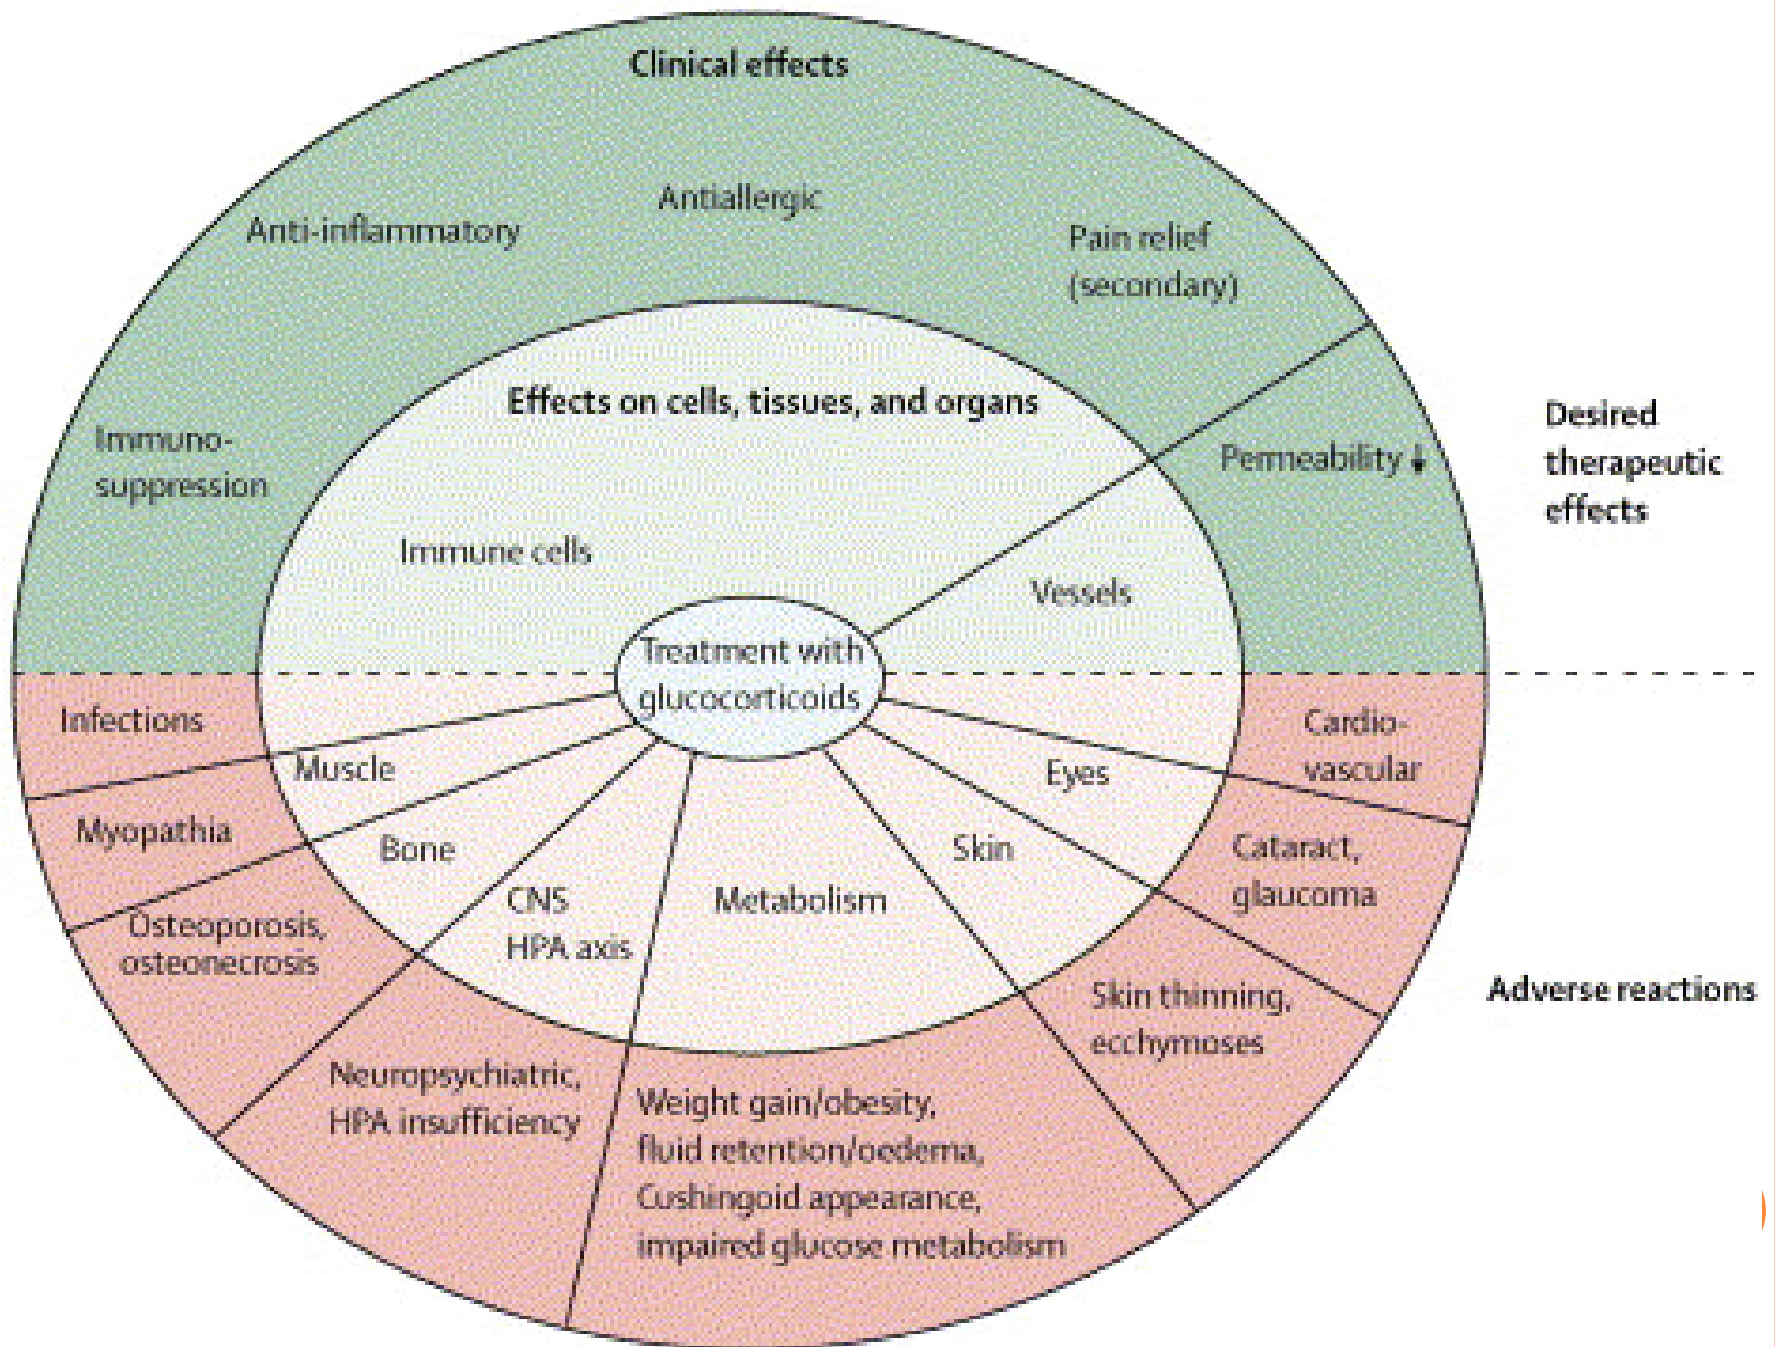 Clinical effects
Antiallergic
Anti-inflammatory
Pain relief
(secondary)
Effects on cells, tissues, and organs
Immuno-
suppression
Permeability ↓
Desired
therapeutic
effects
Immune cells
Vessels
Treatment with
glucocorticoids
Infections
Cardio-
vascular
Muscle
Eyes
Myopathia
Bone
Skin
Cataract,
glaucoma
CNS
HPA axis
Metabolism
Osteoporosis,
osteonecrosis
Skin thinning,
ecchymoses
Adverse reactions
Neuropsychiatric,
HPA insufficiency
Weight gain/obesity,
fluid retention/oedema,
Cushingoid appearance,
impaired glucose metabolism